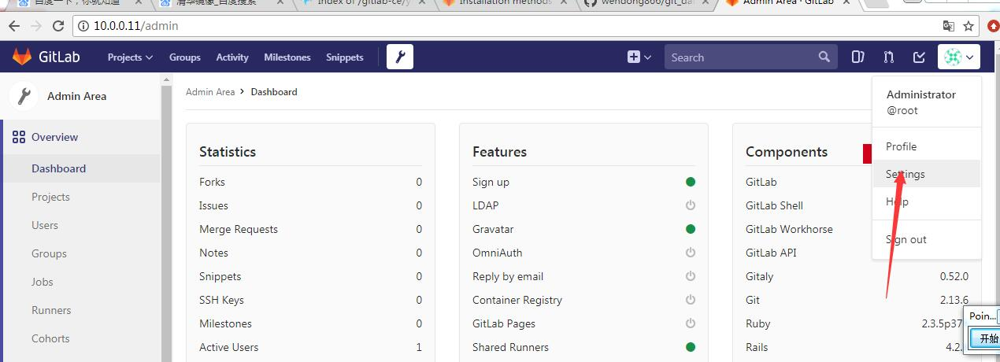 百度一下，你就知道
清华镜像_百度搜索
Index of /gitlab-ce/y
Installation methods
wendong866/git_da
Admin Area · GitLab
10.0.0.11/admin
GitLab Projects Groups Activity Milestones Snippets Search
Admin Area
Admin Area > Dashboard
Administrator
@root
Profile
Settings
Help
Sign out
Overview
Dashboard
Projects
Users
Groups
Jobs
Runners
Cohorts
Statistics
Forks 0
Issues 0
Merge Requests 0
Notes 0
Snippets 0
SSH Keys 0
Milestones 0
Active Users 1
Features
Sign up
LDAP
Gravatar
OmniAuth
Reply by email
Container Registry
GitLab Pages
Shared Runners
Components
GitLab
GitLab Shell
GitLab Workhorse
GitLab API
Gitaly 0.52.0
Git 2.13.6
Ruby 2.3.5p37
Rails 4.2.
Poin...
开始